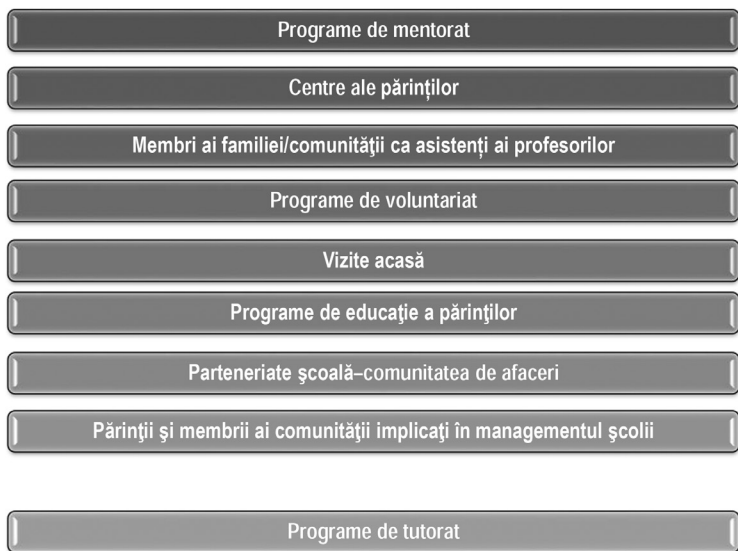 Programe de mentorat
Centre ale părinților
Membri ai familiei/comunităţii ca asistenți ai profesorilor
Programe de voluntariat
Vizite acasă
Programe de educaţie a părinţilor
Parteneriate şcoală–comunitatea de afaceri
Părinţii şi membrii ai comunităţii implicaţi în managementul şcolii
Programe de tutorat